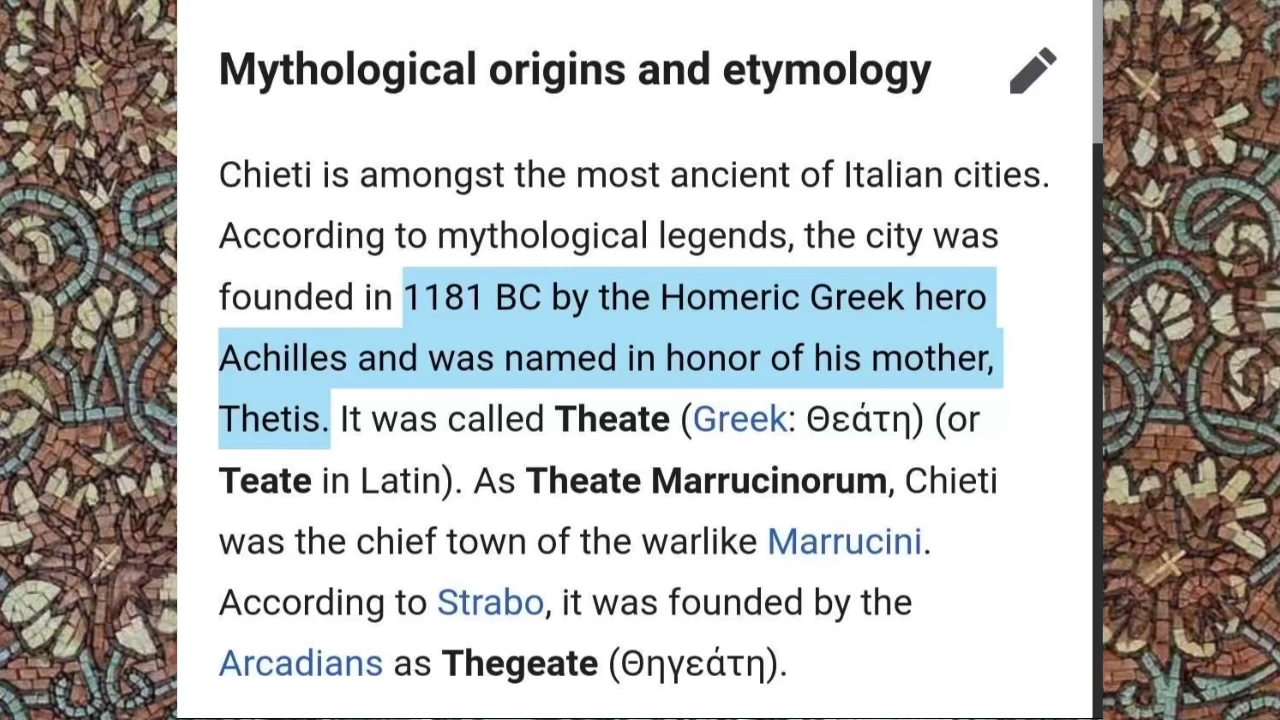 Mythological origins and etymology
Chieti is amongst the most ancient of Italian cities.
According to mythological legends, the city was
founded in 1181 BC by the Homeric Greek hero
Achilles and was named in honor of his mother,
Thetis. It was called Theate (Greek: Θεάτη) (or
Teate in Latin). As Theate Marrucinorum, Chieti
was the chief town of the warlike Marrucini.
According to Strabo, it was founded by the
Arcadians as Thegeate (Θηγεάτη).